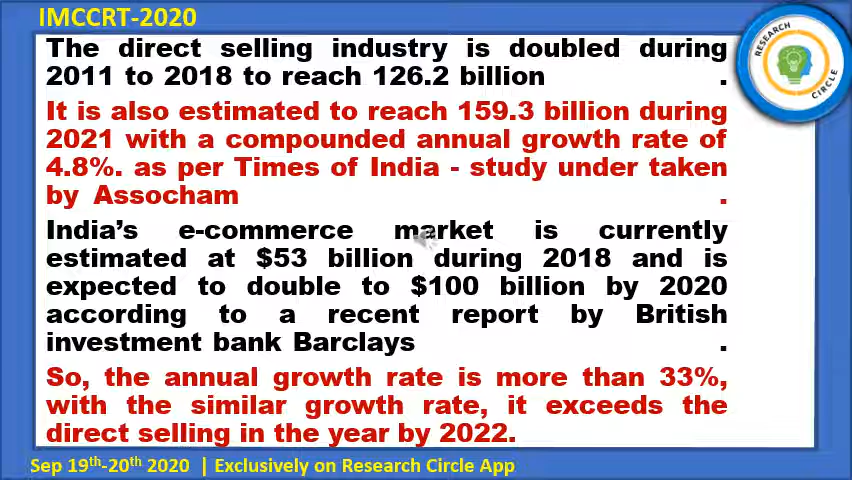 IMCCRT-2020
The direct selling industry is doubled during
2011 to 2018 to reach 126.2 billion .
It is also estimated to reach 159.3 billion during
2021 with a compounded annual growth rate of
4.8%. as per Times of India - study under taken
by Assocham .
India’s e-commerce market is currently
estimated at $53 billion during 2018 and is
expected to double to $100 billion by 2020
according to a recent report by British
investment bank Barclays .
So, the annual growth rate is more than 33%,
with the similar growth rate, it exceeds the
direct selling in the year by 2022.
RESEARCH
CIRCLE
Sep 19th-20th 2020 | Exclusively on Research Circle App